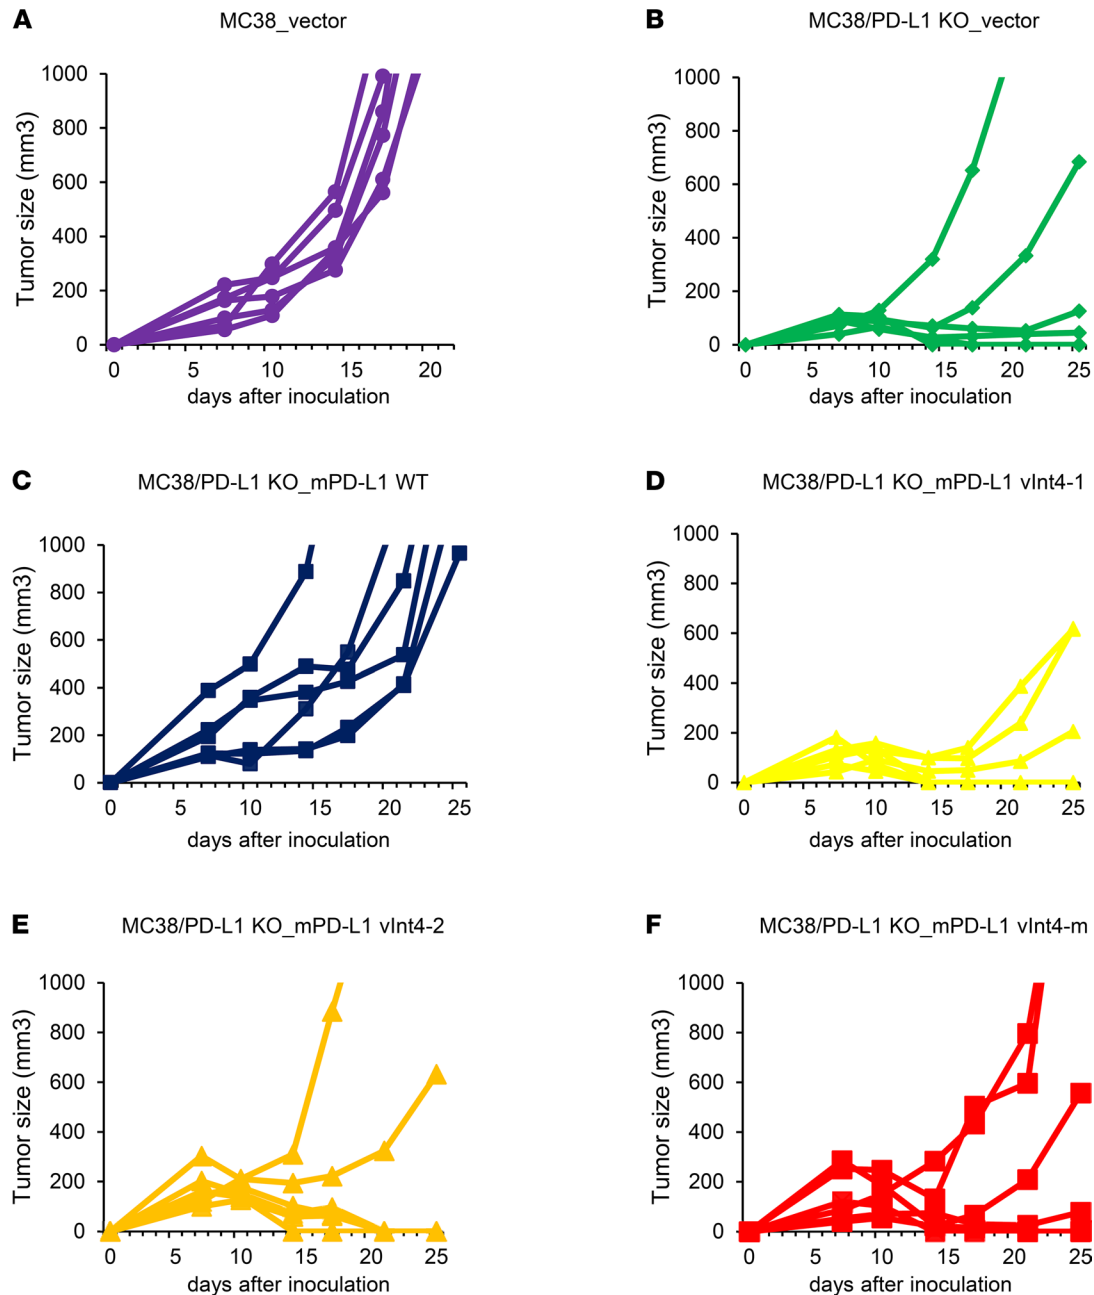 A
MC38_vector
1000
800
600
400
200
0
Tumor size (mm3)
0 5 10 15 20
days after inoculation
B
MC38/PD-L1 KO_vector
1000
800
600
400
200
0
Tumor size (mm3)
0 5 10 15 20 25
days after inoculation
C
MC38/PD-L1 KO_mPD-L1 WT
1000
800
600
400
200
0
Tumor size (mm3)
0 5 10 15 20 25
days after inoculation
D
MC38/PD-L1 KO_mPD-L1 vInt4-1
1000
800
600
400
200
0
Tumor size (mm3)
0 5 10 15 20 25
days after inoculation
E
MC38/PD-L1 KO_mPD-L1 vInt4-2
1000
800
600
400
200
0
Tumor size (mm3)
0 5 10 15 20 25
days after inoculation
F
MC38/PD-L1 KO_mPD-L1 vInt4-m
1000
800
600
400
200
0
Tumor size (mm3)
0 5 10 15 20 25
days after inoculation